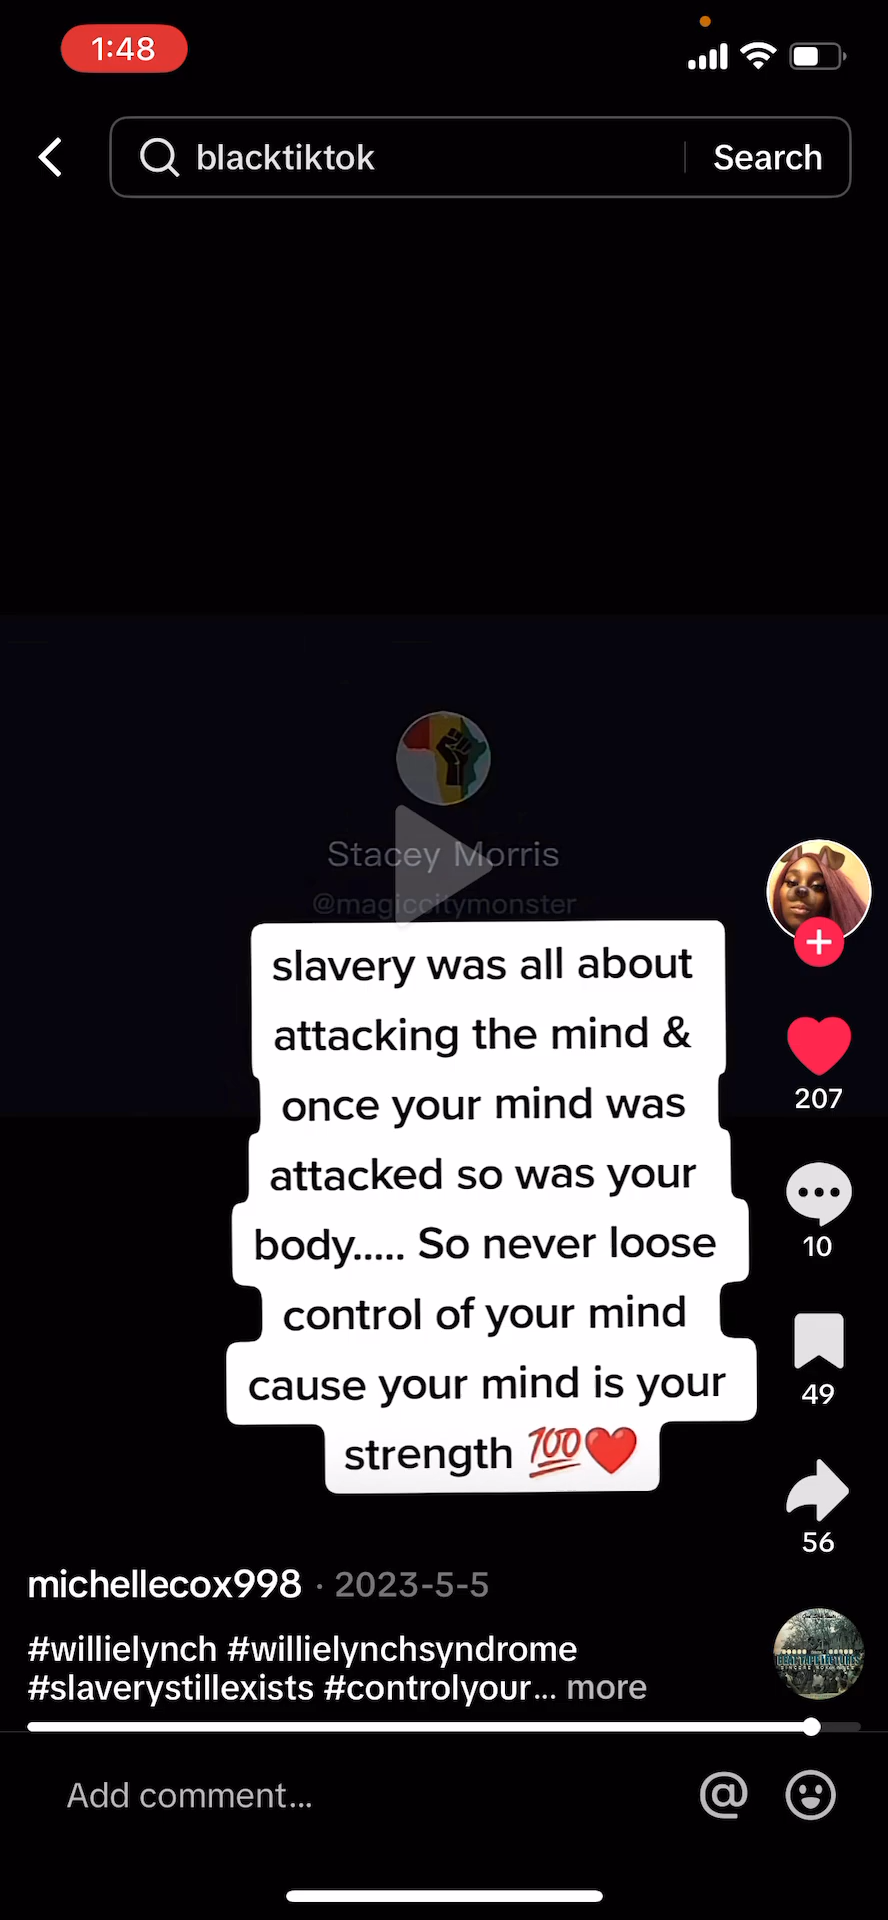 1:48
blacktiktok
Search
Stacey Morris
@magiccitymonster
slavery was all about
attacking the mind &
once your mind was
attacked so was your
body..... So never loose
control of your mind
cause your mind is your
strength 💯❤️
207
10
49
56
michellecox998 · 2023-5-5
#willielynch #willielynchsyndrome
#slaverystillexists #controlyour... more
Add comment...